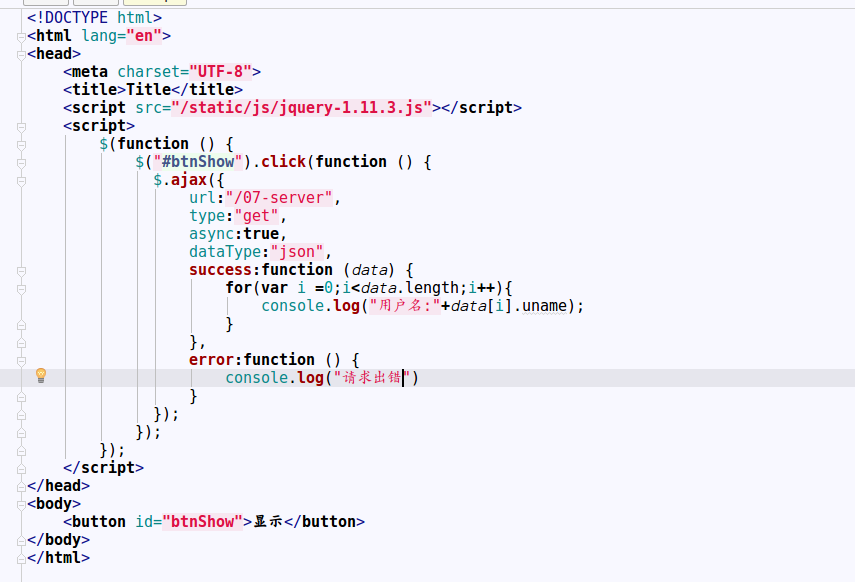 <!DOCTYPE html>
<html lang="en">
<head>
    <meta charset="UTF-8">
    <title>Title</title>
    <script src="/static/js/jquery-1.11.3.js"></script>
    <script>
        $(function () {
            $("#btnShow").click(function () {
              $.ajax({
                  url:"/07-server",
                  type:"get",
                  async:true,
                  dataType:"json",
                  success:function (data) {
                      for(var i =0;i<data.length;i++){
                          console.log("用户名:"+data[i].uname);
                      }
                  },
                  error:function () {
                      console.log("请求出错")
                  }
              });
            });
        });
    </script>
</head>
<body>
    <button id="btnShow">显示</button>
</body>
</html>